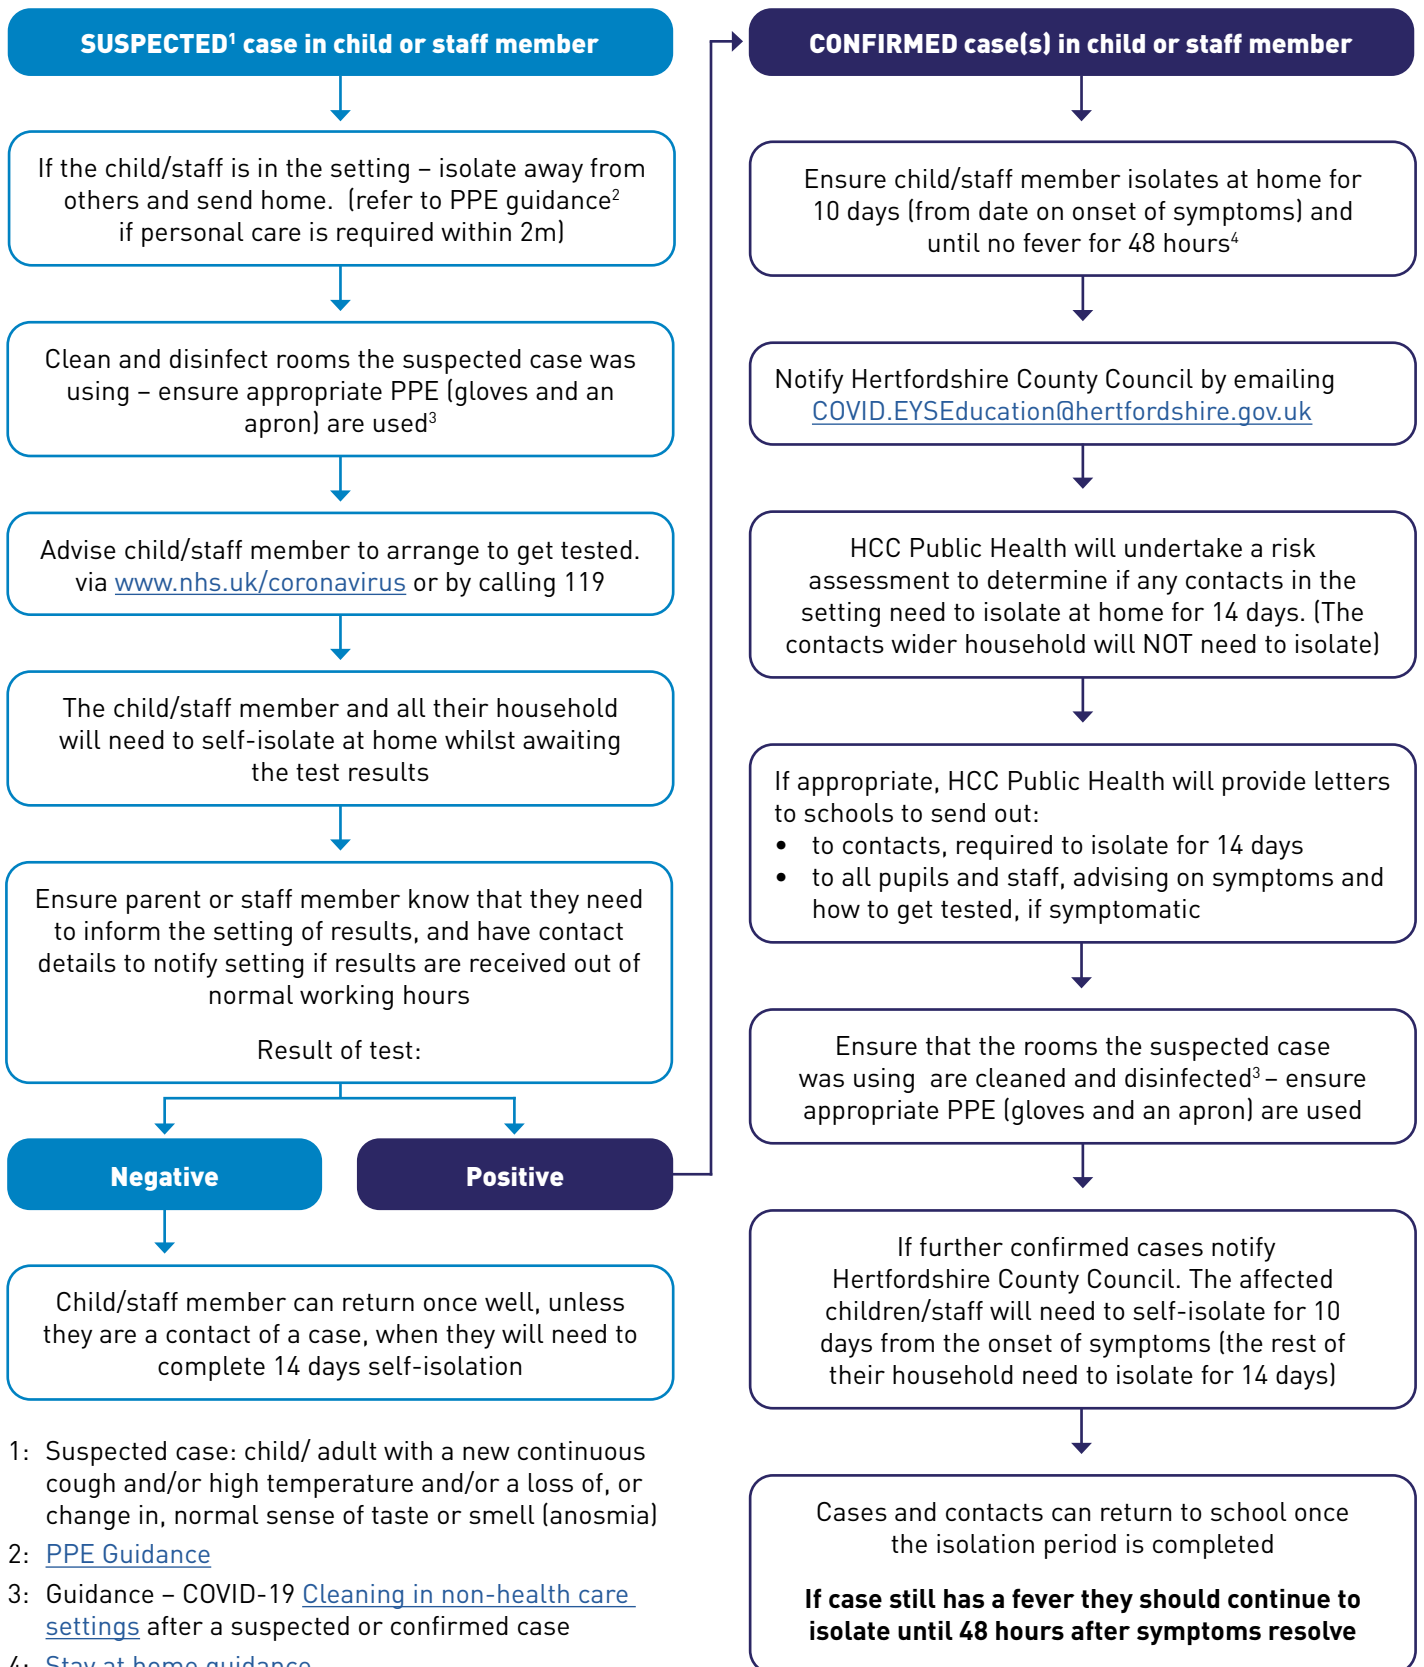 SUSPECTED¹ case in child or staff member
If the child/staff is in the setting – isolate away from
others and send home. (refer to PPE guidance²
if personal care is required within 2m)
Clean and disinfect rooms the suspected case was
using – ensure appropriate PPE (gloves and an
apron) are used³
Advise child/staff member to arrange to get tested.
via www.nhs.uk/coronavirus or by calling 119
The child/staff member and all their household
will need to self-isolate at home whilst awaiting
the test results
Ensure parent or staff member know that they need
to inform the setting of results, and have contact
details to notify setting if results are received out of
normal working hours
Result of test:
Negative
Positive
Child/staff member can return once well, unless
they are a contact of a case, when they will need to
complete 14 days self-isolation
1: Suspected case: child/ adult with a new continuous
cough and/or high temperature and/or a loss of, or
change in, normal sense of taste or smell (anosmia)
2: PPE Guidance
3: Guidance – COVID-19 Cleaning in non-health care
settings after a suspected or confirmed case
4: Stay at home guidance
CONFIRMED case(s) in child or staff member
Ensure child/staff member isolates at home for
10 days (from date on onset of symptoms) and
until no fever for 48 hours⁴
Notify Hertfordshire County Council by emailing
COVID.EYSEducation@hertfordshire.gov.uk
HCC Public Health will undertake a risk
assessment to determine if any contacts in the
setting need to isolate at home for 14 days. (The
contacts wider household will NOT need to isolate)
If appropriate, HCC Public Health will provide letters
to schools to send out:
• to contacts, required to isolate for 14 days
• to all pupils and staff, advising on symptoms and
how to get tested, if symptomatic
Ensure that the rooms the suspected case
was using are cleaned and disinfected³ – ensure
appropriate PPE (gloves and an apron) are used
If further confirmed cases notify
Hertfordshire County Council. The affected
children/staff will need to self-isolate for 10
days from the onset of symptoms (the rest of
their household need to isolate for 14 days)
Cases and contacts can return to school once
the isolation period is completed
If case still has a fever they should continue to
isolate until 48 hours after symptoms resolve